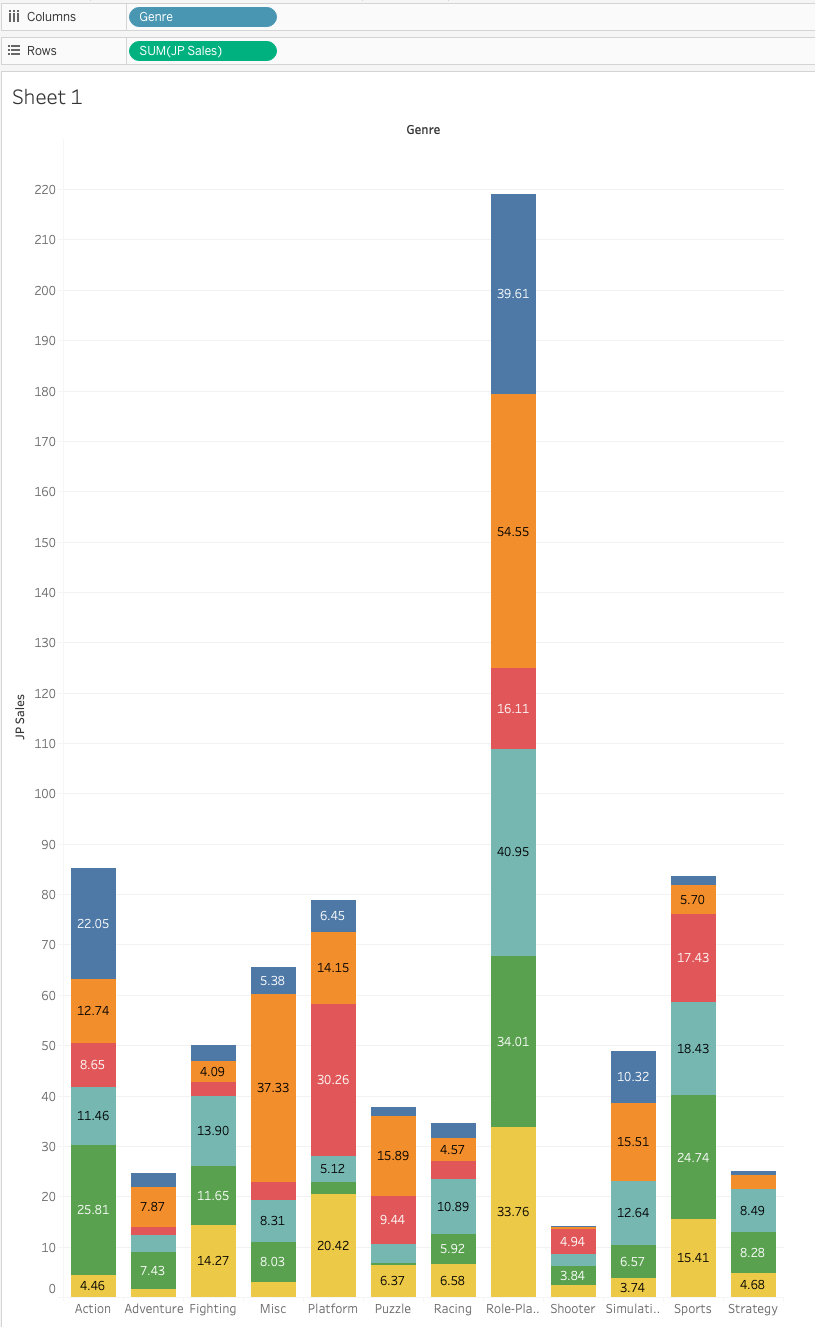 Columns Genre
Rows SUM(JP Sales)
Sheet 1
Genre
220
210
200
39.61
190
180
170
160
150
54.55
140
130
120
16.11
JP Sales
110
100
90
40.95
80
22.05 6.45 5.70
70
14.15 17.43
60
5.38
12.74 18.43
50
8.65 4.09 30.26 34.01 10.32
40
11.46 13.90 37.33 15.89 4.57 15.51 24.74
30
25.81 11.65 5.12 9.44 10.89 12.64
20
7.87 8.31 33.76 8.49
10
7.43 14.27 8.03 20.42 5.92 4.94 6.57 15.41 8.28
0
4.46 6.37 6.58 3.84 3.74 4.68
Action Adventure Fighting Misc Platform Puzzle Racing Role-Pla.. Shooter Simulati.. Sports Strategy